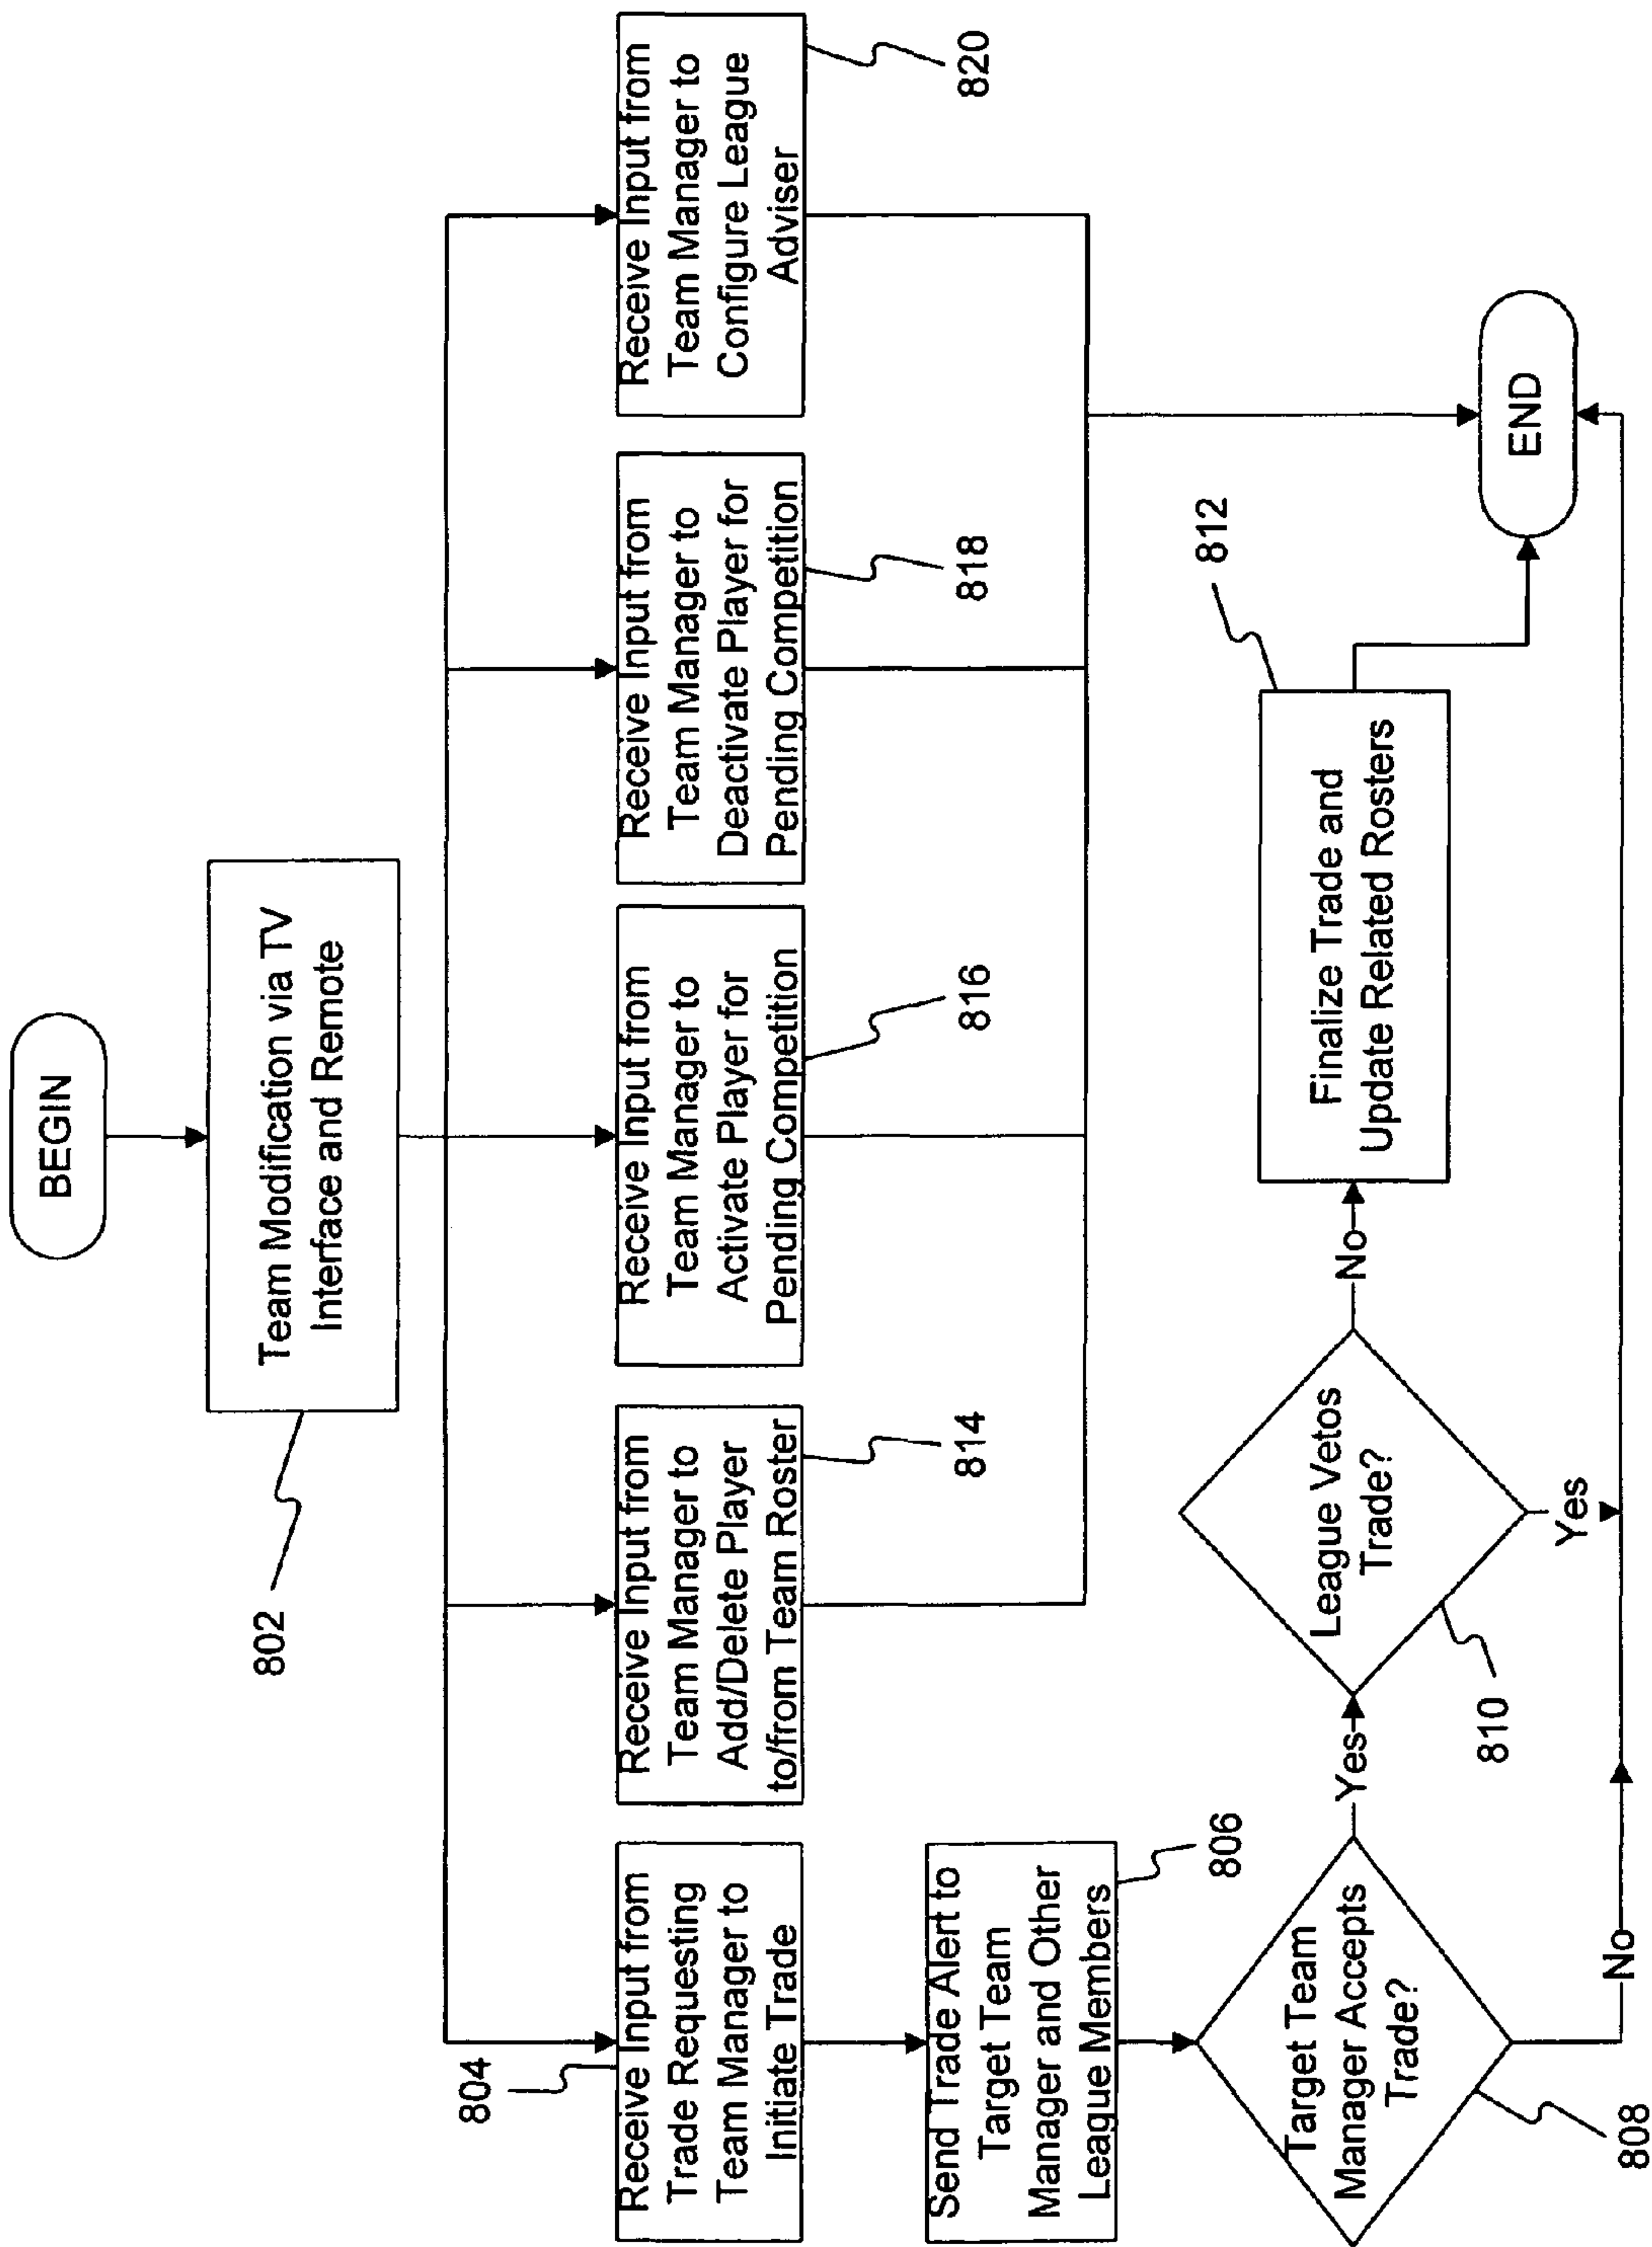 BEGIN
Team Modification via TV
Interface and Remote
802
804
Receive Input from
Trade Requesting
Team Manager to
Initiate Trade
Receive Input from
Team Manager to
Add/Delete Player
to/from Team Roster
814
Receive Input from
Team Manager to
Activate Player for
Pending Competition
816
Receive Input from
Team Manager to
Deactivate Player for
Pending Competition
818
Receive Input from
Team Manager to
Configure League
Adviser
820
Send Trade Alert to
Target Team
Manager and Other
League Members
806
Target Team
Manager Accepts
Trade?
808
Yes
No
League Vetos
Trade?
810
No
Yes
Finalize Trade and
Update Related Rosters
812
END